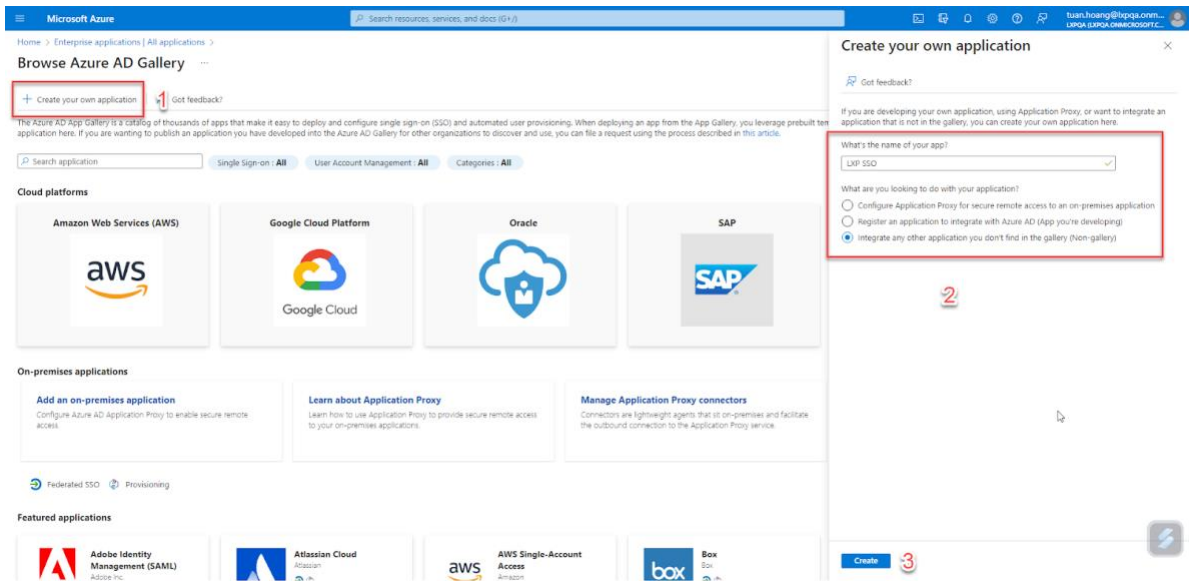 Microsoft Azure
Search resources, services, and docs (G+/)
tuan.hoang@lxpqa.onm...
LXPQA (LXPQA.ONMICROSOFT.C...
Home > Enterprise applications | All applications >
Browse Azure AD Gallery ...
+ Create your own application
1
Got feedback?
The Azure AD App Gallery is a catalog of thousands of apps that make it easy to deploy and configure single sign-on (SSO) and automated user provisioning. When deploying an app from the App Gallery, you leverage prebuilt tem
application here. If you are wanting to publish an application you have developed into the Azure AD Gallery for other organizations to discover and use, you can file a request using the process described in this article.
Search application
Single Sign-on : All
User Account Management : All
Categories : All
Cloud platforms
Amazon Web Services (AWS)
aws
Google Cloud Platform
Google Cloud
Oracle
SAP
SAP
On-premises applications
Add an on-premises application
Configure Azure AD Application Proxy to enable secure remote
access.
Learn about Application Proxy
Learn how to use Application Proxy to provide secure remote access
to your on-premises applications.
Manage Application Proxy connectors
Connectors are lightweight agents that sit on-premises and facilitate
the outbound connection to the Application Proxy service.
Federated SSO
Provisioning
Featured applications
Adobe Identity
Management (SAML)
Adobe Inc.
Atlassian Cloud
Atlassian
aws
AWS Single-Account
Access
Amazon
box
Box
Box
Create your own application
Got feedback?
If you are developing your own application, using Application Proxy, or want to integrate an
application that is not in the gallery, you can create your own application here.
What's the name of your app?
LXP SSO
What are you looking to do with your application?
Configure Application Proxy for secure remote access to an on-premises application
Register an application to integrate with Azure AD (App you're developing)
Integrate any other application you don't find in the gallery (Non-gallery)
2
Create
3